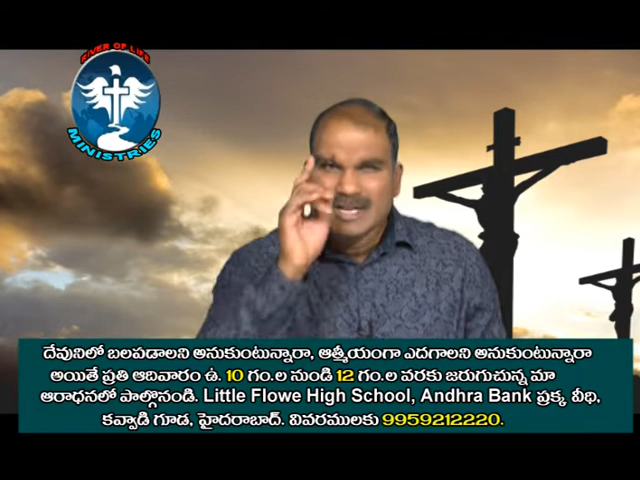 RIVER OF LIFE
MINISTRIES
దేవునిలో బలపడాలని అనుకుంటున్నారా, ఆత్మీయంగా ఎదగాలని అనుకుంటున్నారా
అయితే ప్రతి ఆదివారం ఉ. 10 గం.ల నుండి 12 గం.ల వరకు జరుగుచున్న మా
ఆరాధనలో పాల్గొనండి. Little Flowe High School, Andhra Bank ప్రక్క వీధి,
కవ్వాడి గూడ, హైదరాబాద్. వివరములకు 9959212220.